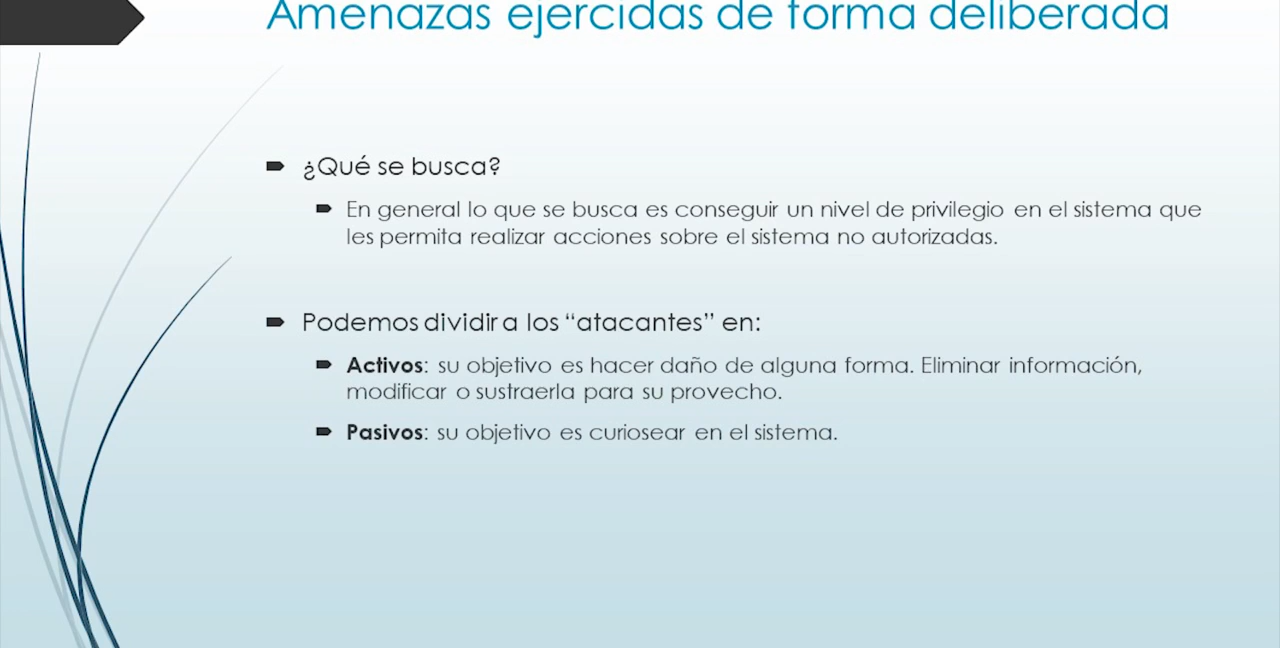 Amenazas ejercidas de forma deliberada
¿Qué se busca?
En general lo que se busca es conseguir un nivel de privilegio en el sistema que
les permita realizar acciones sobre el sistema no autorizadas.
Podemos dividir a los “atacantes” en:
Activos: su objetivo es hacer daño de alguna forma. Eliminar información,
modificar o sustraerla para su provecho.
Pasivos: su objetivo es curiosear en el sistema.